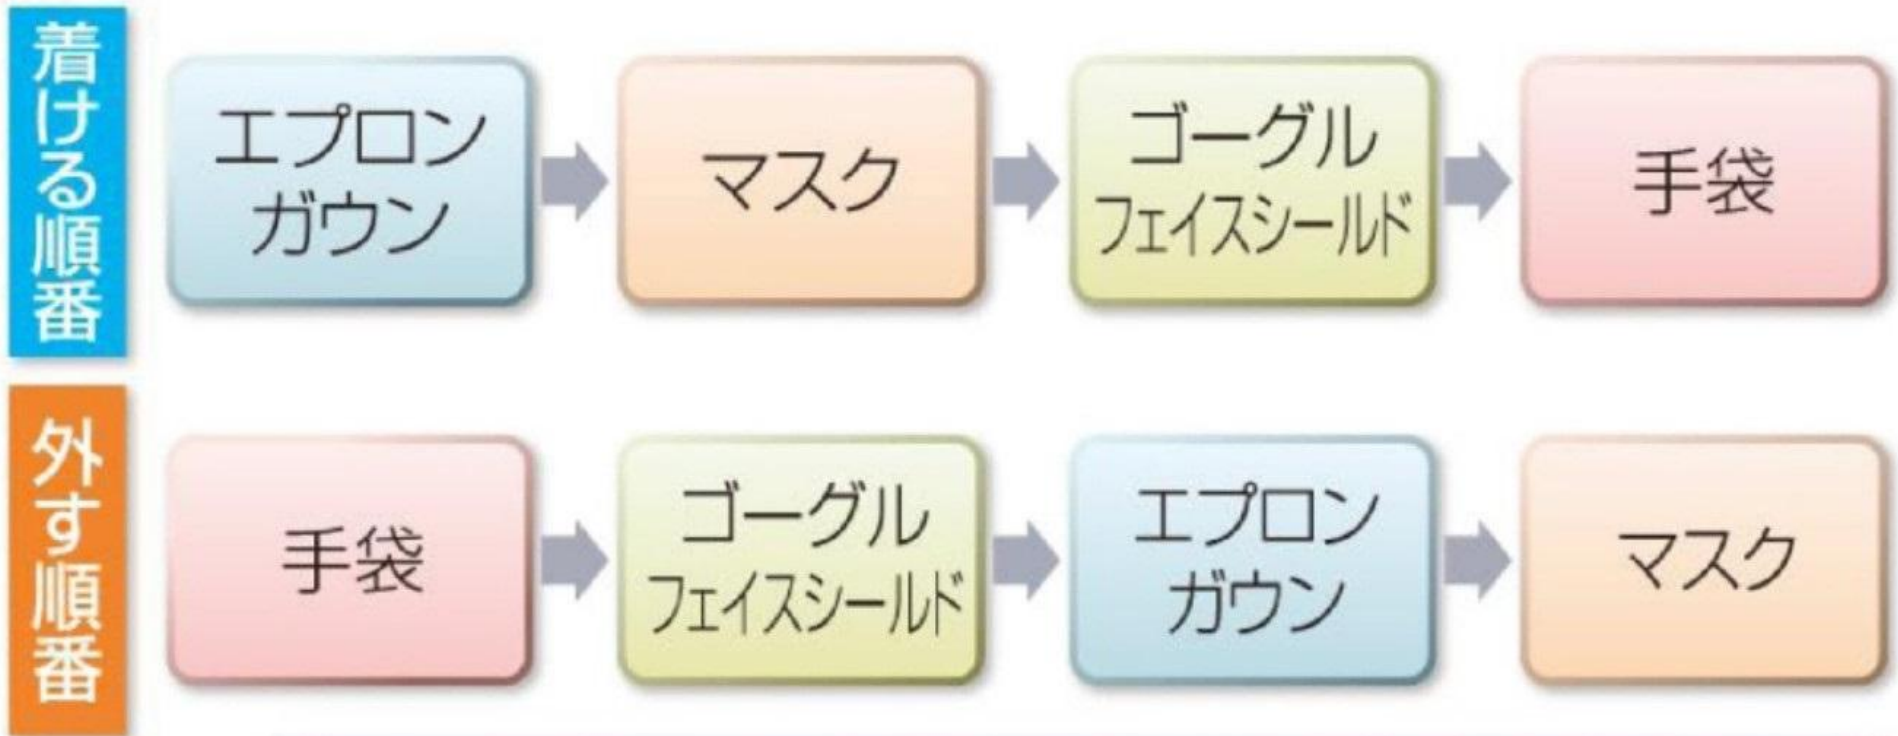 着ける順番
エプロン
ガウン
マスク
ゴーグル
フェイスシールド
手袋
外す順番
手袋
ゴーグル
フェイスシールド
エプロン
ガウン
マスク